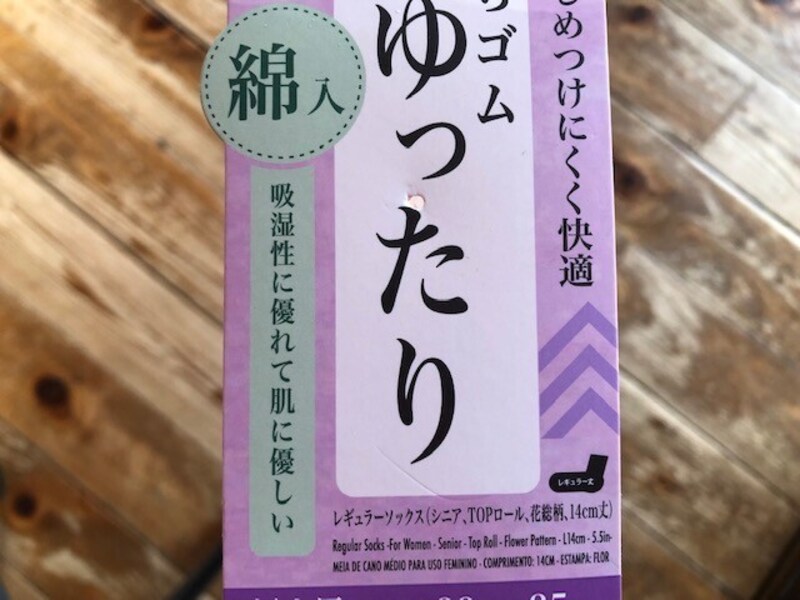 めつけにくく快適
ゴム
ゆったり
綿入
吸湿性に優れて肌に優しい
レギュラー丈
レギュラーソックス(シニア、TOPロール、花総柄、14cm丈)
Regular Socks -For Women - Senior - Top Roll - Flower Pattern - L14cm - 5.5in-
MEIA DE CANO MÉDIO PARA USO FEMININO - COMPRIMENTO: 14CM - ESTAMPA: FLOR